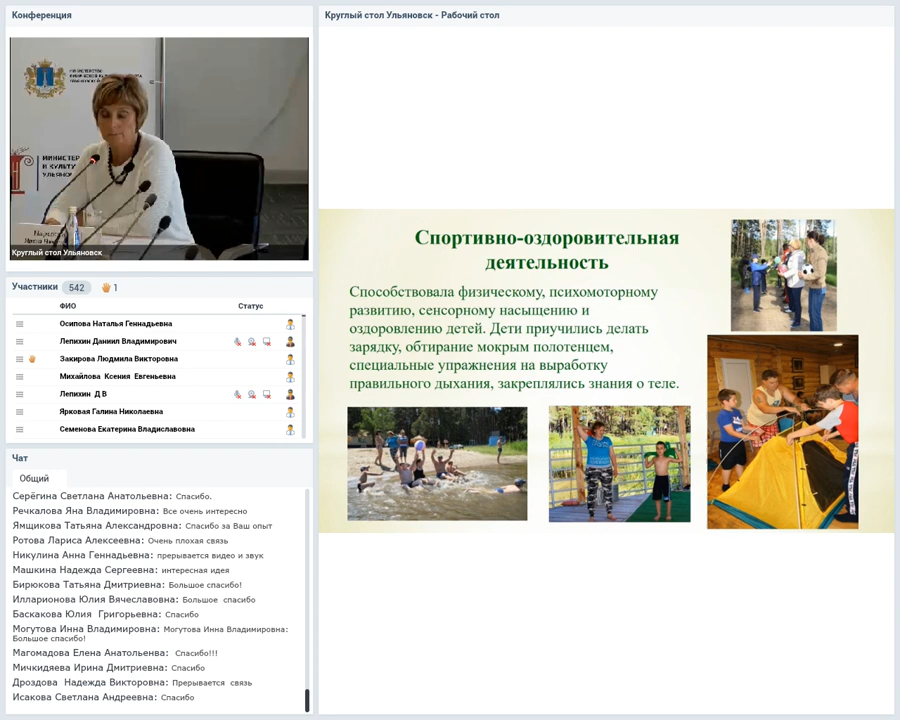 Конференция
МИНИСТЕР
И КУЛЬТУ
УЛЬЯНО
Круглый стол Ульяновск
Участники 542 1
ФИО Статус
Осипова Наталья Геннадьевна
Лепихин Даниил Владимирович
Закирова Людмила Викторовна
Михайлова Ксения Евгеньевна
Лепихин Д В
Ярковая Галина Николаевна
Семенова Екатерина Владиславовна
Чат
Общий
Серёгина Светлана Анатольевна: Спасибо.
Речкалова Яна Владимировна: Все очень интересно
Ямщикова Татьяна Александровна: Спасибо за Ваш опыт
Ротова Лариса Алексеевна: Очень плохая связь
Никулина Анна Геннадьевна: прерывается видео и звук
Машкина Надежда Сергеевна: интересная идея
Бирюкова Татьяна Дмитриевна: Большое спасибо!
Илларионова Юлия Вячеславовна: Большое спасибо
Баскакова Юлия Григорьевна: Спасибо
Могутова Инна Владимировна: Могутова Инна Владимировна:
Большое спасибо!
Магомадова Елена Анатольенва: Спасибо!!!
Мичкидяева Ирина Дмитриевна: Спасибо
Дроздова Надежда Викторовна: Прерывается связь
Исакова Светлана Андреевна: Спасибо
Круглый стол Ульяновск - Рабочий стол
Спортивно-оздоровительная
деятельность
Способствовала физическому, психомоторному
развитию, сенсорному насыщению и
оздоровлению детей. Дети приучились делать
зарядку, обтирание мокрым полотенцем,
специальные упражнения на выработку
правильного дыхания, закреплялись знания о теле.